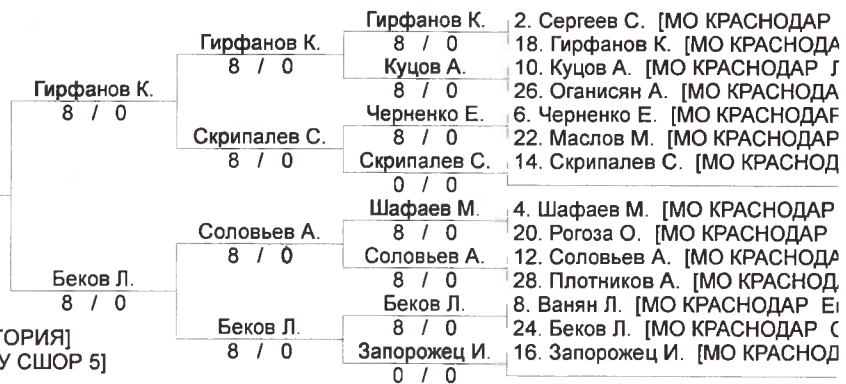 Гирфанов К. 2. Сергеев С. [МО КРАСНОДАР
Гирфанов К. 8 / 0 18. Гирфанов К. [МО КРАСНОДА
8 / 0 Куцов А. 10. Куцов А. [МО КРАСНОДАР
Гирфанов К. 8 / 0 26. Оганисян А. [МО КРАСНОДА
8 / 0 Черненко Е. 6. Черненко Е. [МО КРАСНОДАР
Скрипалев С. 8 / 0 22. Маслов М. [МО КРАСНОДАР
8 / 0 Скрипалев С. 14. Скрипалев С. [МО КРАСНОД
0 / 0
Шафаев М. 4. Шафаев М. [МО КРАСНОДАР
Соловьев А. 8 / 0 20. Рогоза О. [МО КРАСНОДАР
8 / 0 Соловьев А. 12. Соловьев А. [МО КРАСНОДА
Беков Л. 8 / 0 28. Плотников А. [МО КРАСНОД
8 / 0 Беков Л. 8. Ванян Л. [МО КРАСНОДАР
Беков Л. 8 / 0 24. Беков Л. [МО КРАСНОДАР
ТОРИЯ]
8 / 0 Запорожец И. 16. Запорожец И. [МО КРАСНОД
У СШОР 5]
0 / 0